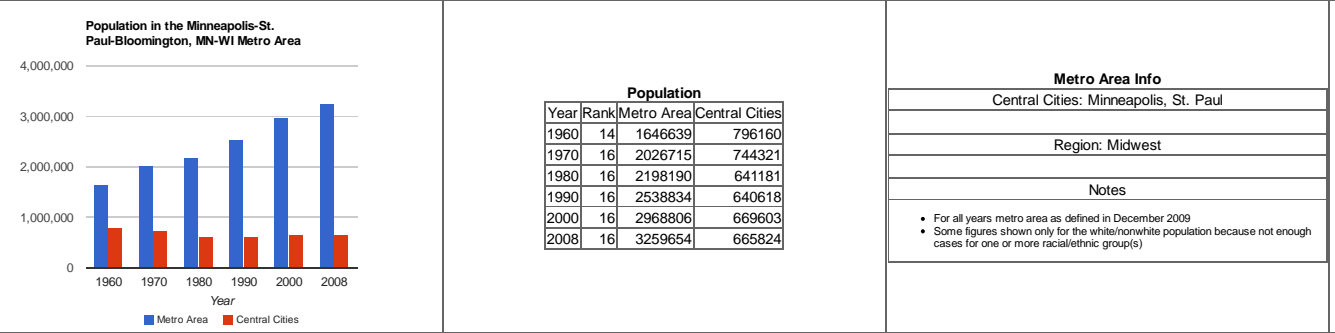 Population in the Minneapolis-St.
Paul-Bloomington, MN-WI Metro Area
4,000,000
3,000,000
2,000,000
1,000,000
0
1960 1970 1980 1990 2000 2008
Year
Metro Area Central Cities
Population
Year Rank Metro Area Central Cities
1960 14 1646639 796160
1970 16 2026715 744321
1980 16 2198190 641181
1990 16 2538834 640618
2000 16 2968806 669603
2008 16 3259654 665824
Metro Area Info
Central Cities: Minneapolis, St. Paul
Region: Midwest
Notes
• For all years metro area as defined in December 2009
• Some figures shown only for the white/nonwhite population because not enough
cases for one or more racial/ethnic group(s)